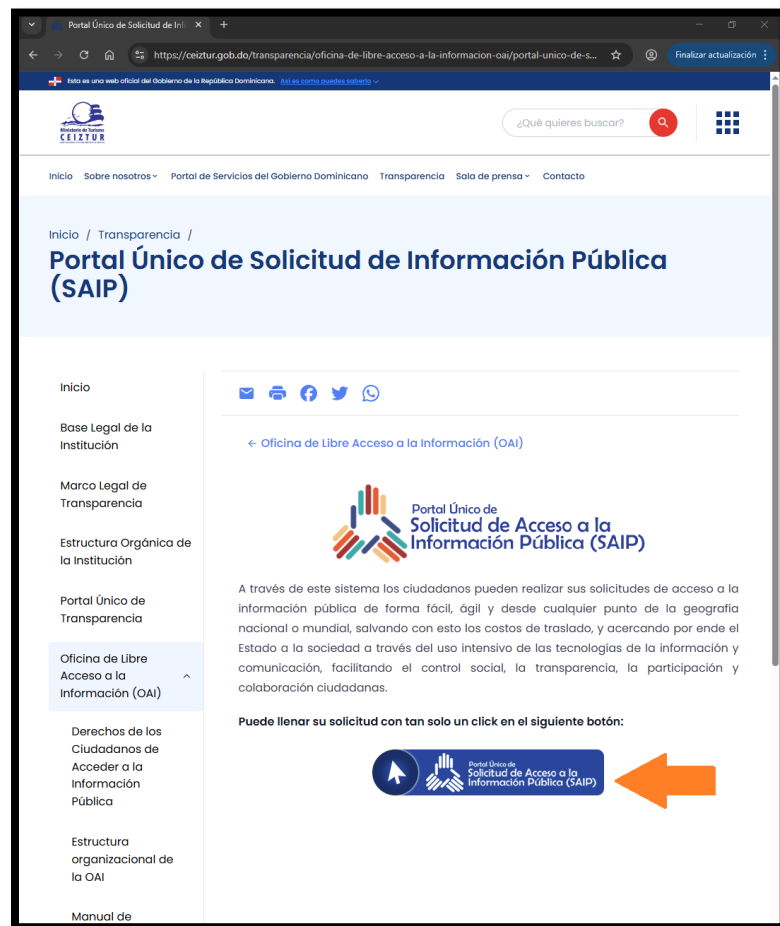 Portal Único de Solicitud de Inf
https://ceiztur.gob.do/transparencia/oficina-de-libre-acceso-a-la-informacion-oai/portal-unico-de-s...
Finalizar actualización
Esta es una web oficial del Gobierno de la República Dominicana. Así es como puedes saberlo
Ministerio de Turismo
CEIZTUR
¿Qué quieres buscar?
Inicio Sobre nosotros Portal de Servicios del Gobierno Dominicano Transparencia Sala de prensa Contacto
Inicio / Transparencia /
Portal Único de Solicitud de Información Pública
(SAIP)
Inicio
Base Legal de la
Institución
Marco Legal de
Transparencia
Estructura Orgánica de
la Institución
Portal Único de
Transparencia
Oficina de Libre
Acceso a la
Información (OAI)
Derechos de los
Ciudadanos de
Acceder a la
Información
Pública
Estructura
organizacional de
la OAI
Manual de
← Oficina de Libre Acceso a la Información (OAI)
Portal Único de
Solicitud de Acceso a la
Información Pública (SAIP)
A través de este sistema los ciudadanos pueden realizar sus solicitudes de acceso a la
información pública de forma fácil, ágil y desde cualquier punto de la geografía
nacional o mundial, salvando con esto los costos de traslado, y acercando por ende el
Estado a la sociedad a través del uso intensivo de las tecnologías de la información y
comunicación, facilitando el control social, la transparencia, la participación y
colaboración ciudadanas.
Puede llenar su solicitud con tan solo un click en el siguiente botón:
Portal Único de
Solicitud de Acceso a la
Información Pública (SAIP)